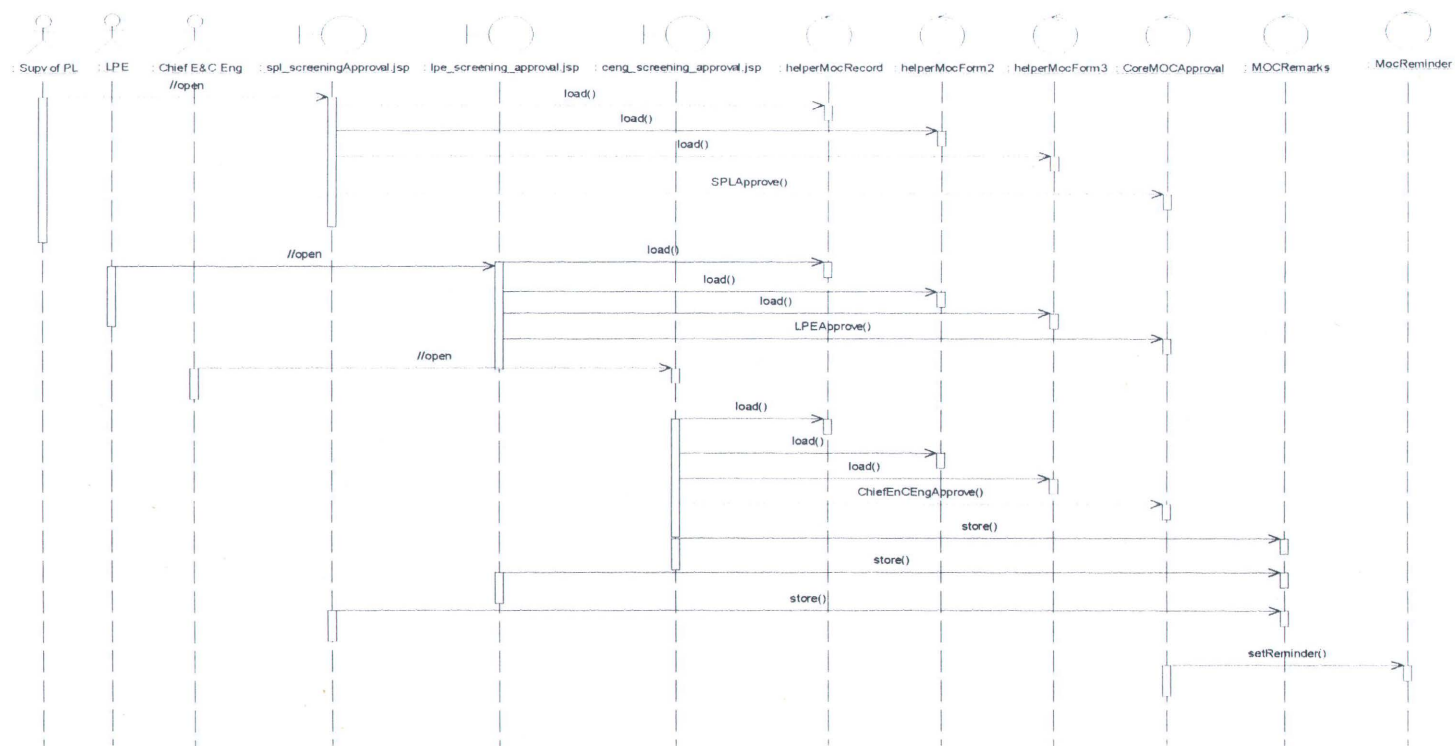 : Supv of PL : LPE : Chief E&C Eng : spl_screeningApproval.jsp : lpe_screening_approval.jsp : ceng_screening_approval.jsp : helperMocRecord : helperMocForm2 : helperMocForm3 : CoreMOCApproval : MOCRemarks : MocReminder
//open
load()
load()
load()
SPLApprove()
//open
load()
load()
load()
LPEApprove()
//open
load()
load()
load()
ChiefEnCEngApprove()
store()
store()
store()
setReminder()